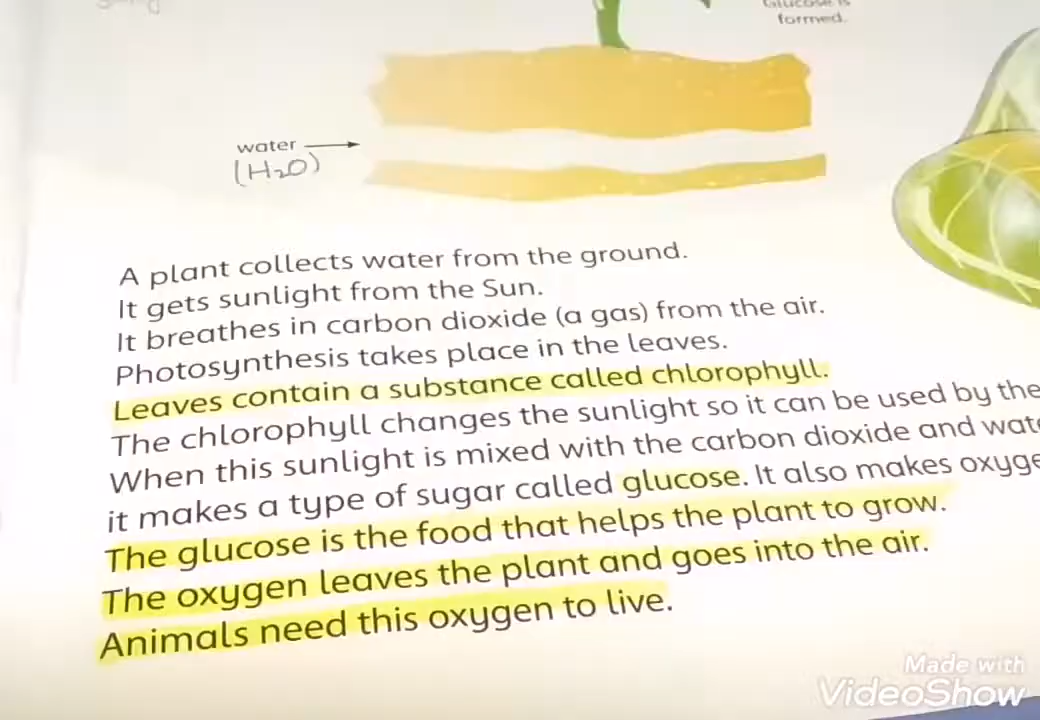 Glucose is
formed.
water
(H₂O)
A plant collects water from the ground.
It gets sunlight from the Sun.
It breathes in carbon dioxide (a gas) from the air.
Photosynthesis takes place in the leaves.
Leaves contain a substance called chlorophyll.
The chlorophyll changes the sunlight so it can be used by the
When this sunlight is mixed with the carbon dioxide and
it makes a type of sugar called glucose. It also makes
The glucose is the food that helps the plant to grow.
The oxygen leaves the plant and goes into the air.
Animals need this oxygen to live.
Made with
VideoShow